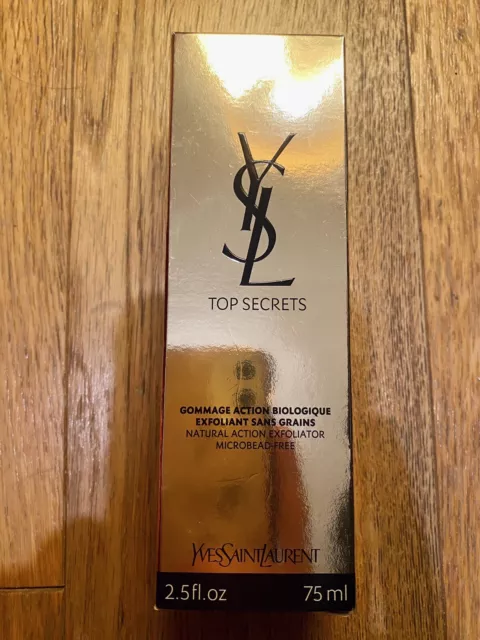 YSL
TOP SECRETS
GOMMAGE ACTION BIOLOGIQUE
EXFOLIANT SANS GRAINS
NATURAL ACTION EXFOLIATOR
MICROBEAD-FREE
YVESSAINTLAURENT
2.5fl.oz 75ml